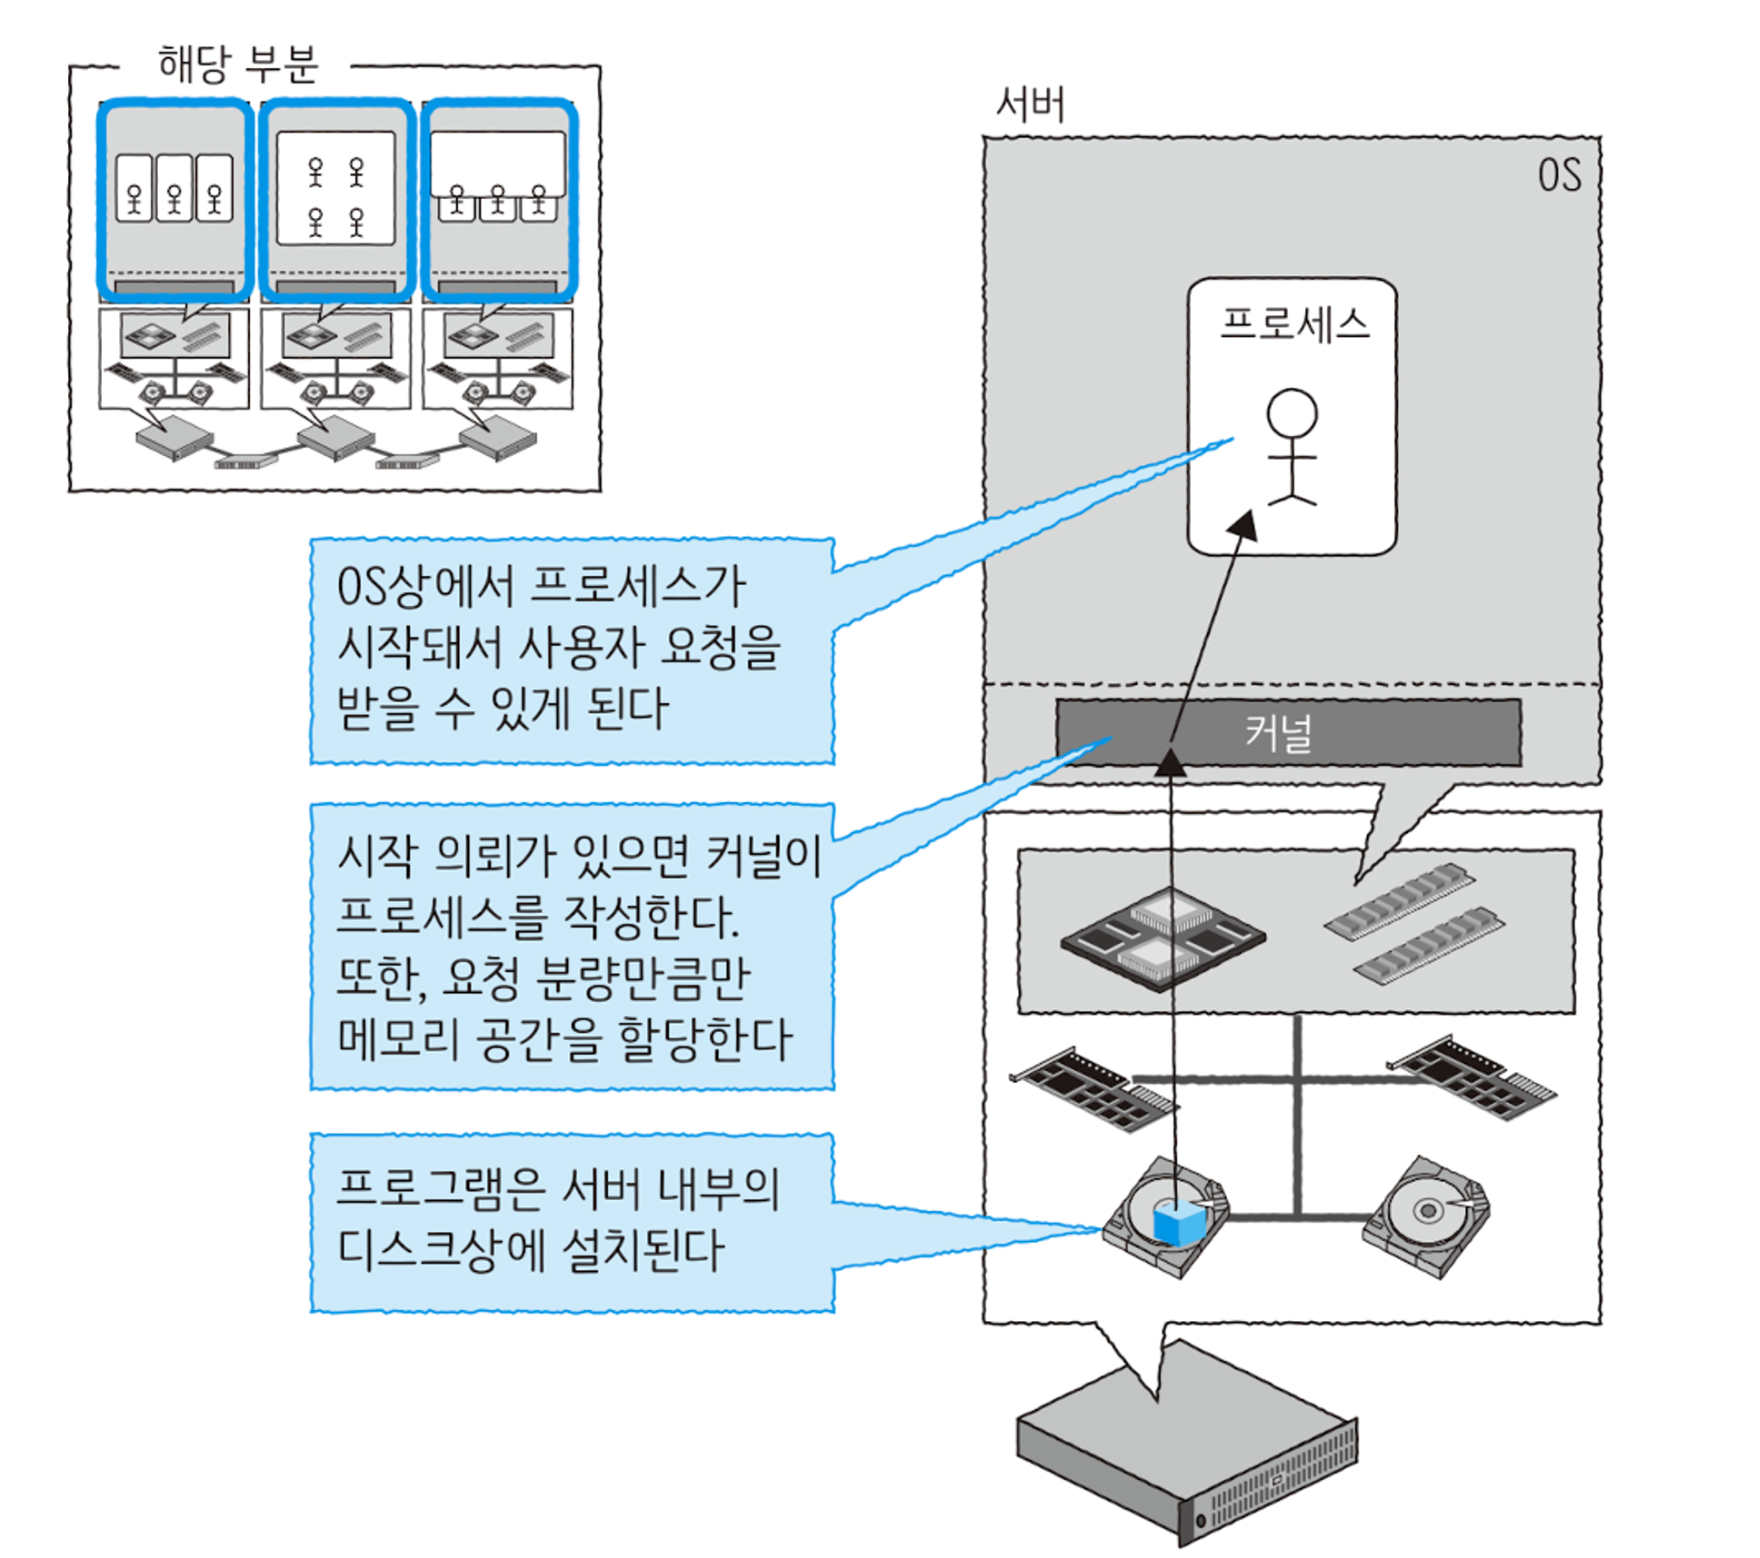 해당 부분
서버
OS
프로세스
OS상에서 프로세스가
시작돼서 사용자 요청을
받을 수 있게 된다
커널
시작 의뢰가 있으면 커널이
프로세스를 작성한다.
또한, 요청 분량만큼만
메모리 공간을 할당한다
프로그램은 서버 내부의
디스크상에 설치된다